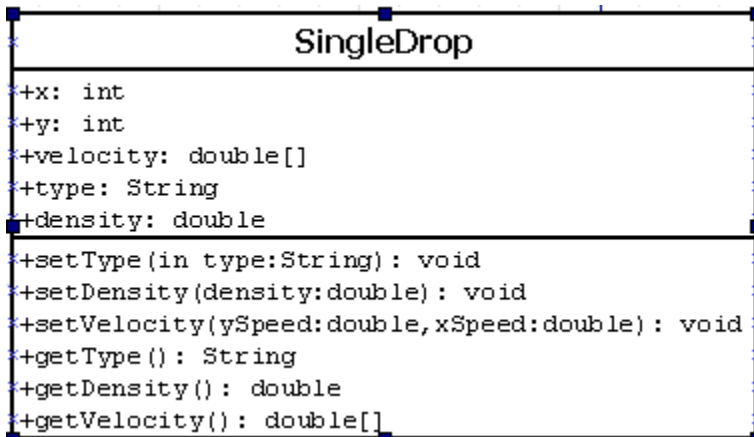 SingleDrop
+x: int
+y: int
+velocity: double[]
+type: String
+density: double
+setType(in type:String): void
+setDensity(density:double): void
+setVelocity(ySpeed:double,xSpeed:double): void
+getType(): String
+getDensity(): double
+getVelocity(): double[]